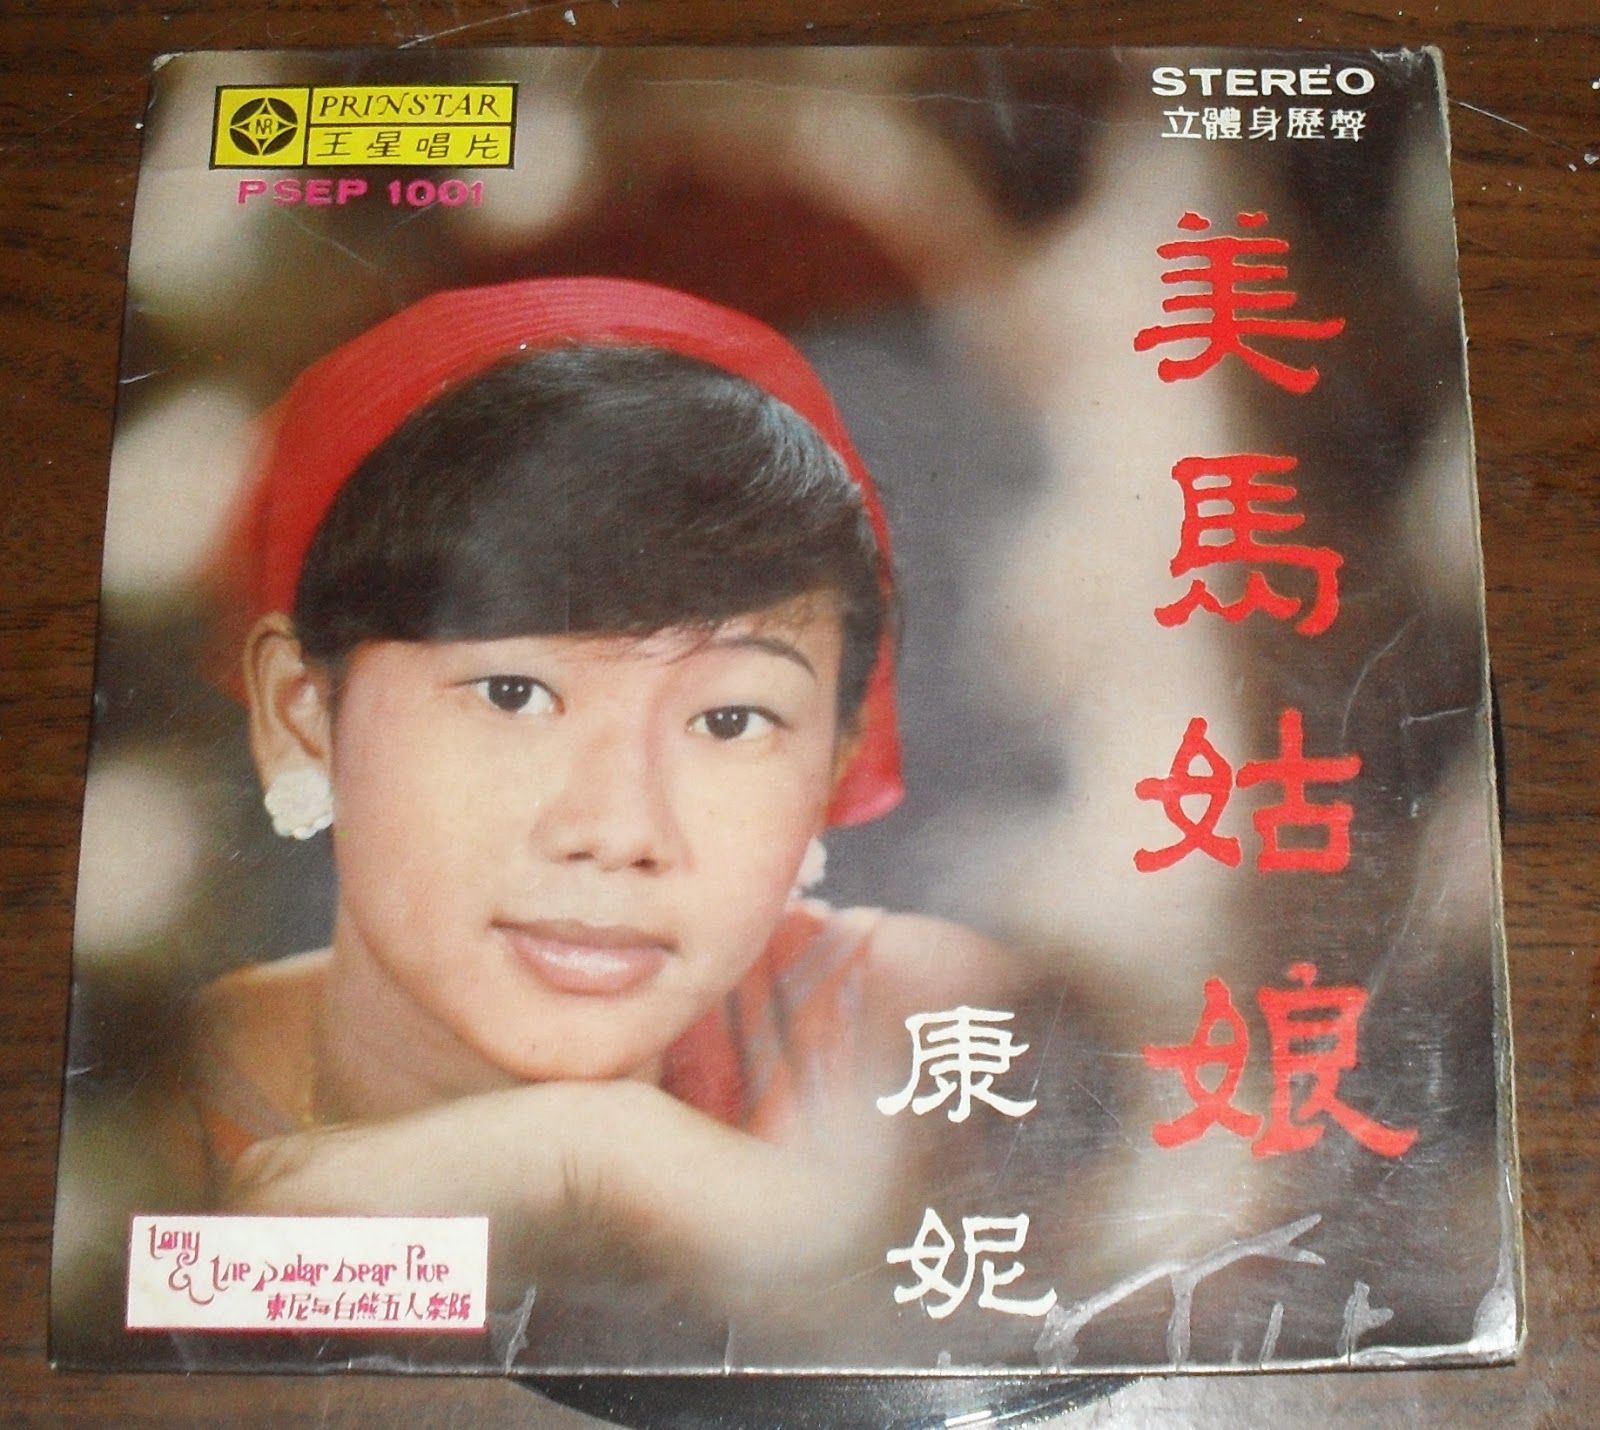 PRINSTAR
王星唱片
NR
PSEP 1001
STEREO
立體身歷聲
美馬姑娘
康妮
Tony
& the polar bear five
東尼與白熊五人樂隊